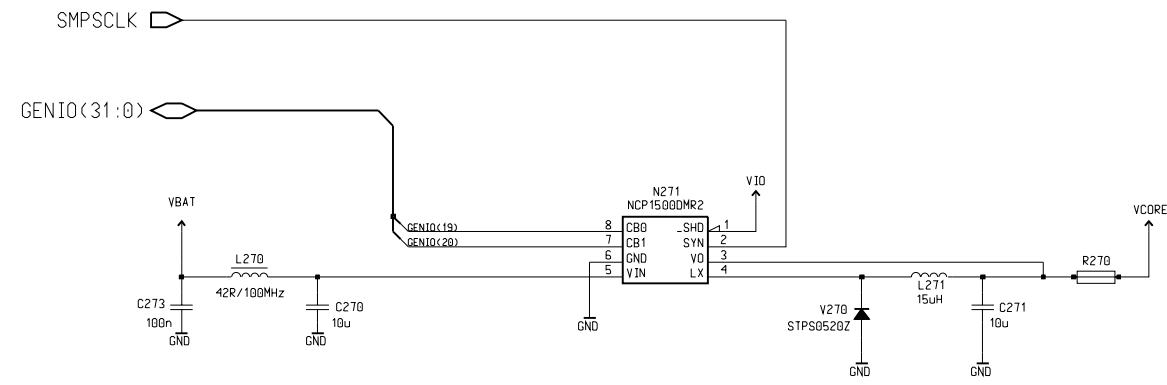 SMPSCLK
GENIO(31:0)
VBAT
GENIO(19)
GENIO(20)
N271
NCP1500DMR2
VIO
VCORE
8 CB0 _SHD 1
7 CB1 SYN 2
6 GND VO 3
5 VIN LX 4
L270
42R/100MHz
R270
L271
15uH
C273
100n
GND
C270
10u
GND
GND
V270
STPS0520Z
GND
C271
10u
GND